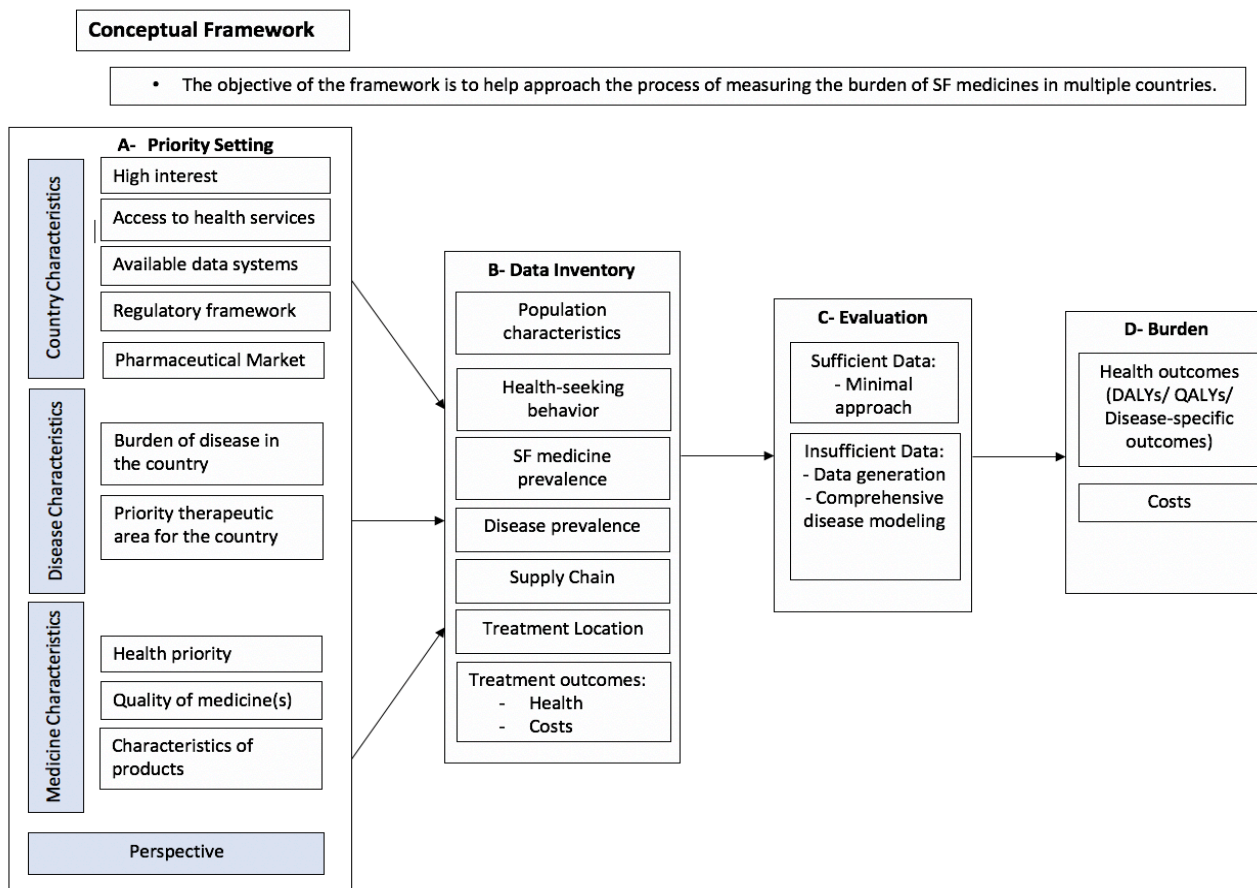 Conceptual Framework
• The objective of the framework is to help approach the process of measuring the burden of SF medicines in multiple countries.
A- Priority Setting
Country Characteristics
High interest
Access to health services
Available data systems
Regulatory framework
Pharmaceutical Market
Disease Characteristics
Burden of disease in
the country
Priority therapeutic
area for the country
Medicine Characteristics
Health priority
Quality of medicine(s)
Characteristics of
products
Perspective
B- Data Inventory
Population
characteristics
Health-seeking
behavior
SF medicine
prevalence
Disease prevalence
Supply Chain
Treatment Location
Treatment outcomes:
- Health
- Costs
C- Evaluation
Sufficient Data:
- Minimal
approach
Insufficient Data:
- Data generation
- Comprehensive
disease modeling
D- Burden
Health outcomes
(DALYs/ QALYs/
Disease-specific
outcomes)
Costs